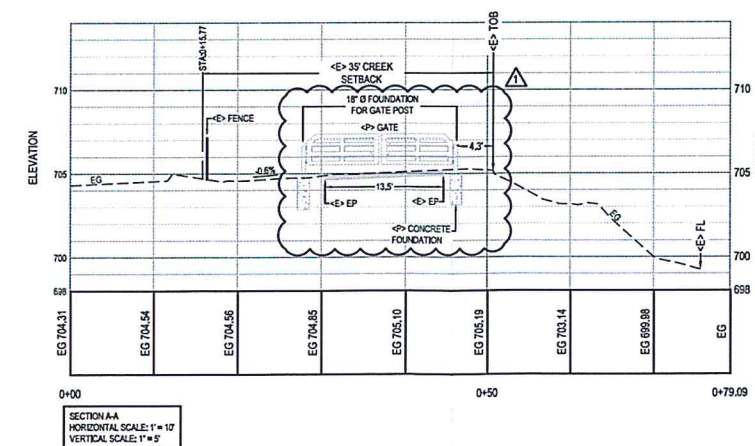 <E> TOB
STA:0+15.77
<E> 35' CREEK
SETBACK
1
710
710
18" Ø FOUNDATION
FOR GATE POST
<E> FENCE
<P> GATE
4.3'
ELEVATION
705
705
EG
-0.6%
13.5'
<E> EP
<E> EP
EG
<P> CONCRETE
FOUNDATION
<E> FL
700
700
698
698
EG 704.31
EG 704.54
EG 704.56
EG 704.85
EG 705.10
EG 705.19
EG 703.14
EG 699.98
EG
0+00
0+50
0+79.09
SECTION A-A
HORIZONTAL SCALE: 1" = 10'
VERTICAL SCALE: 1" = 5'